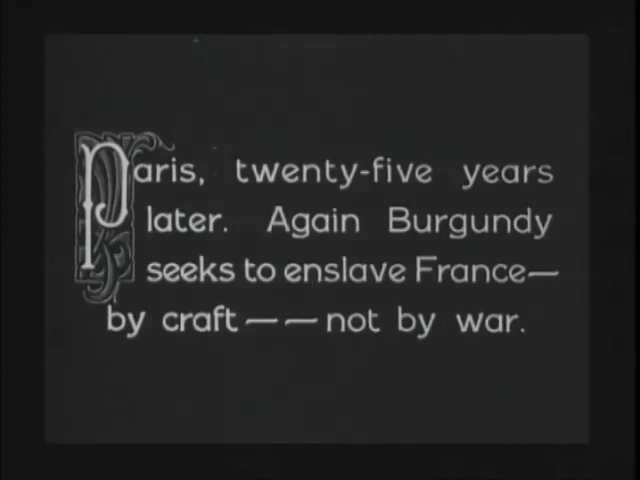 Paris, twenty-five years
later. Again Burgundy
seeks to enslave France—
by craft — — not by war.